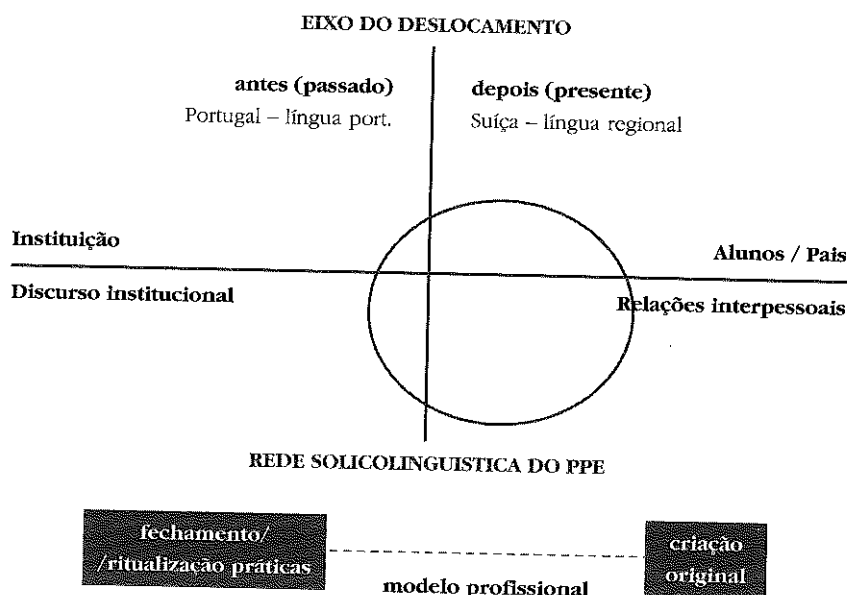 EIXO DO DESLOCAMENTO
antes (passado)
Portugal – língua port.
depois (presente)
Suíça – língua regional
Instituição
Alunos / Pais
Discurso institucional
Relações interpessoais
REDE SOLICOLINGUISTICA DO PPE
fechamento/
/ritualização práticas
criação
original
modelo profissional